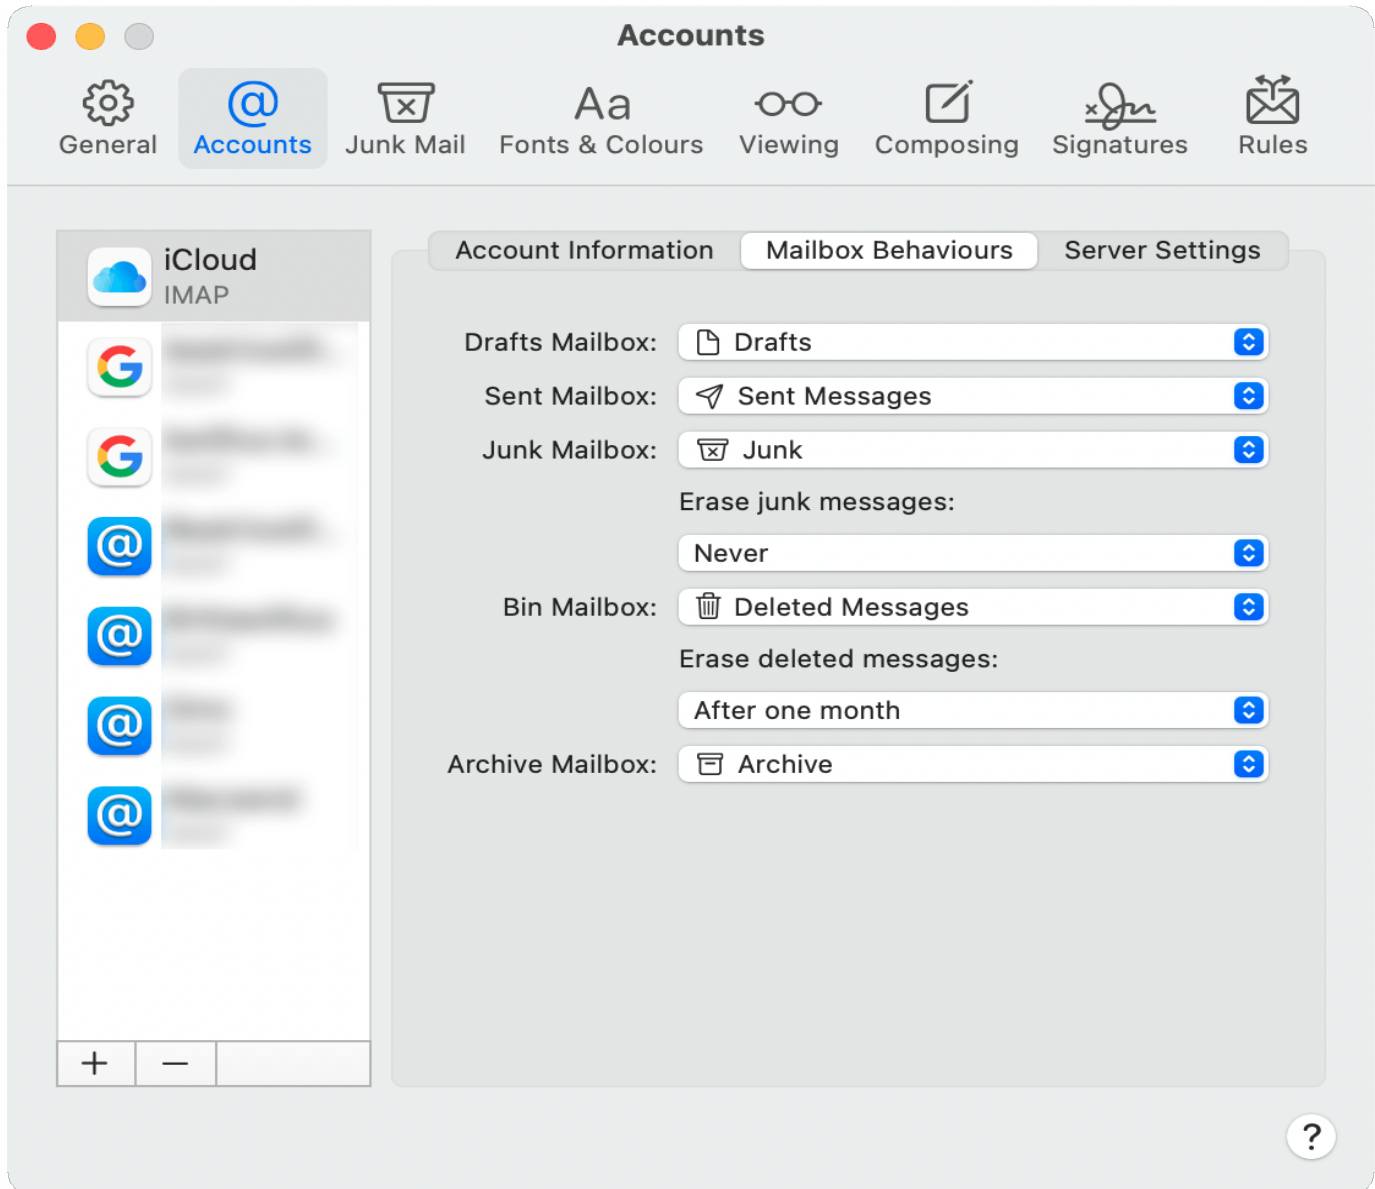 Accounts
General
Accounts
Junk Mail
Fonts & Colours
Viewing
Composing
Signatures
Rules
iCloud
IMAP
Account Information
Mailbox Behaviours
Server Settings
Drafts Mailbox: Drafts
Sent Mailbox: Sent Messages
Junk Mailbox: Junk
Erase junk messages:
Never
Bin Mailbox: Deleted Messages
Erase deleted messages:
After one month
Archive Mailbox: Archive
?